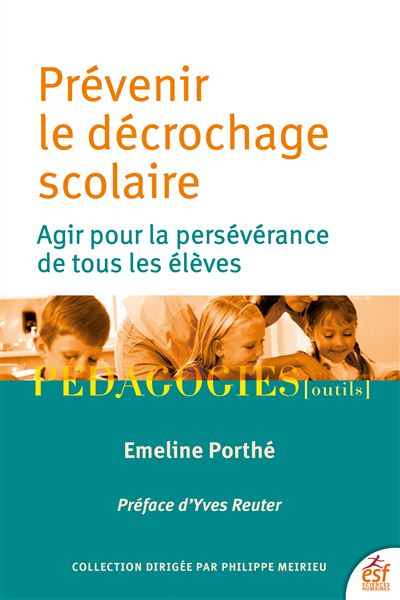 Prévenir
le décrochage
scolaire
Agir pour la persévérance
de tous les élèves
PÉDAGOGIES[outils]
Emeline Porthé
Préface d’Yves Reuter
COLLECTION DIRIGÉE PAR PHILIPPE MEIRIEU
esf
SCIENCES
HUMAINES